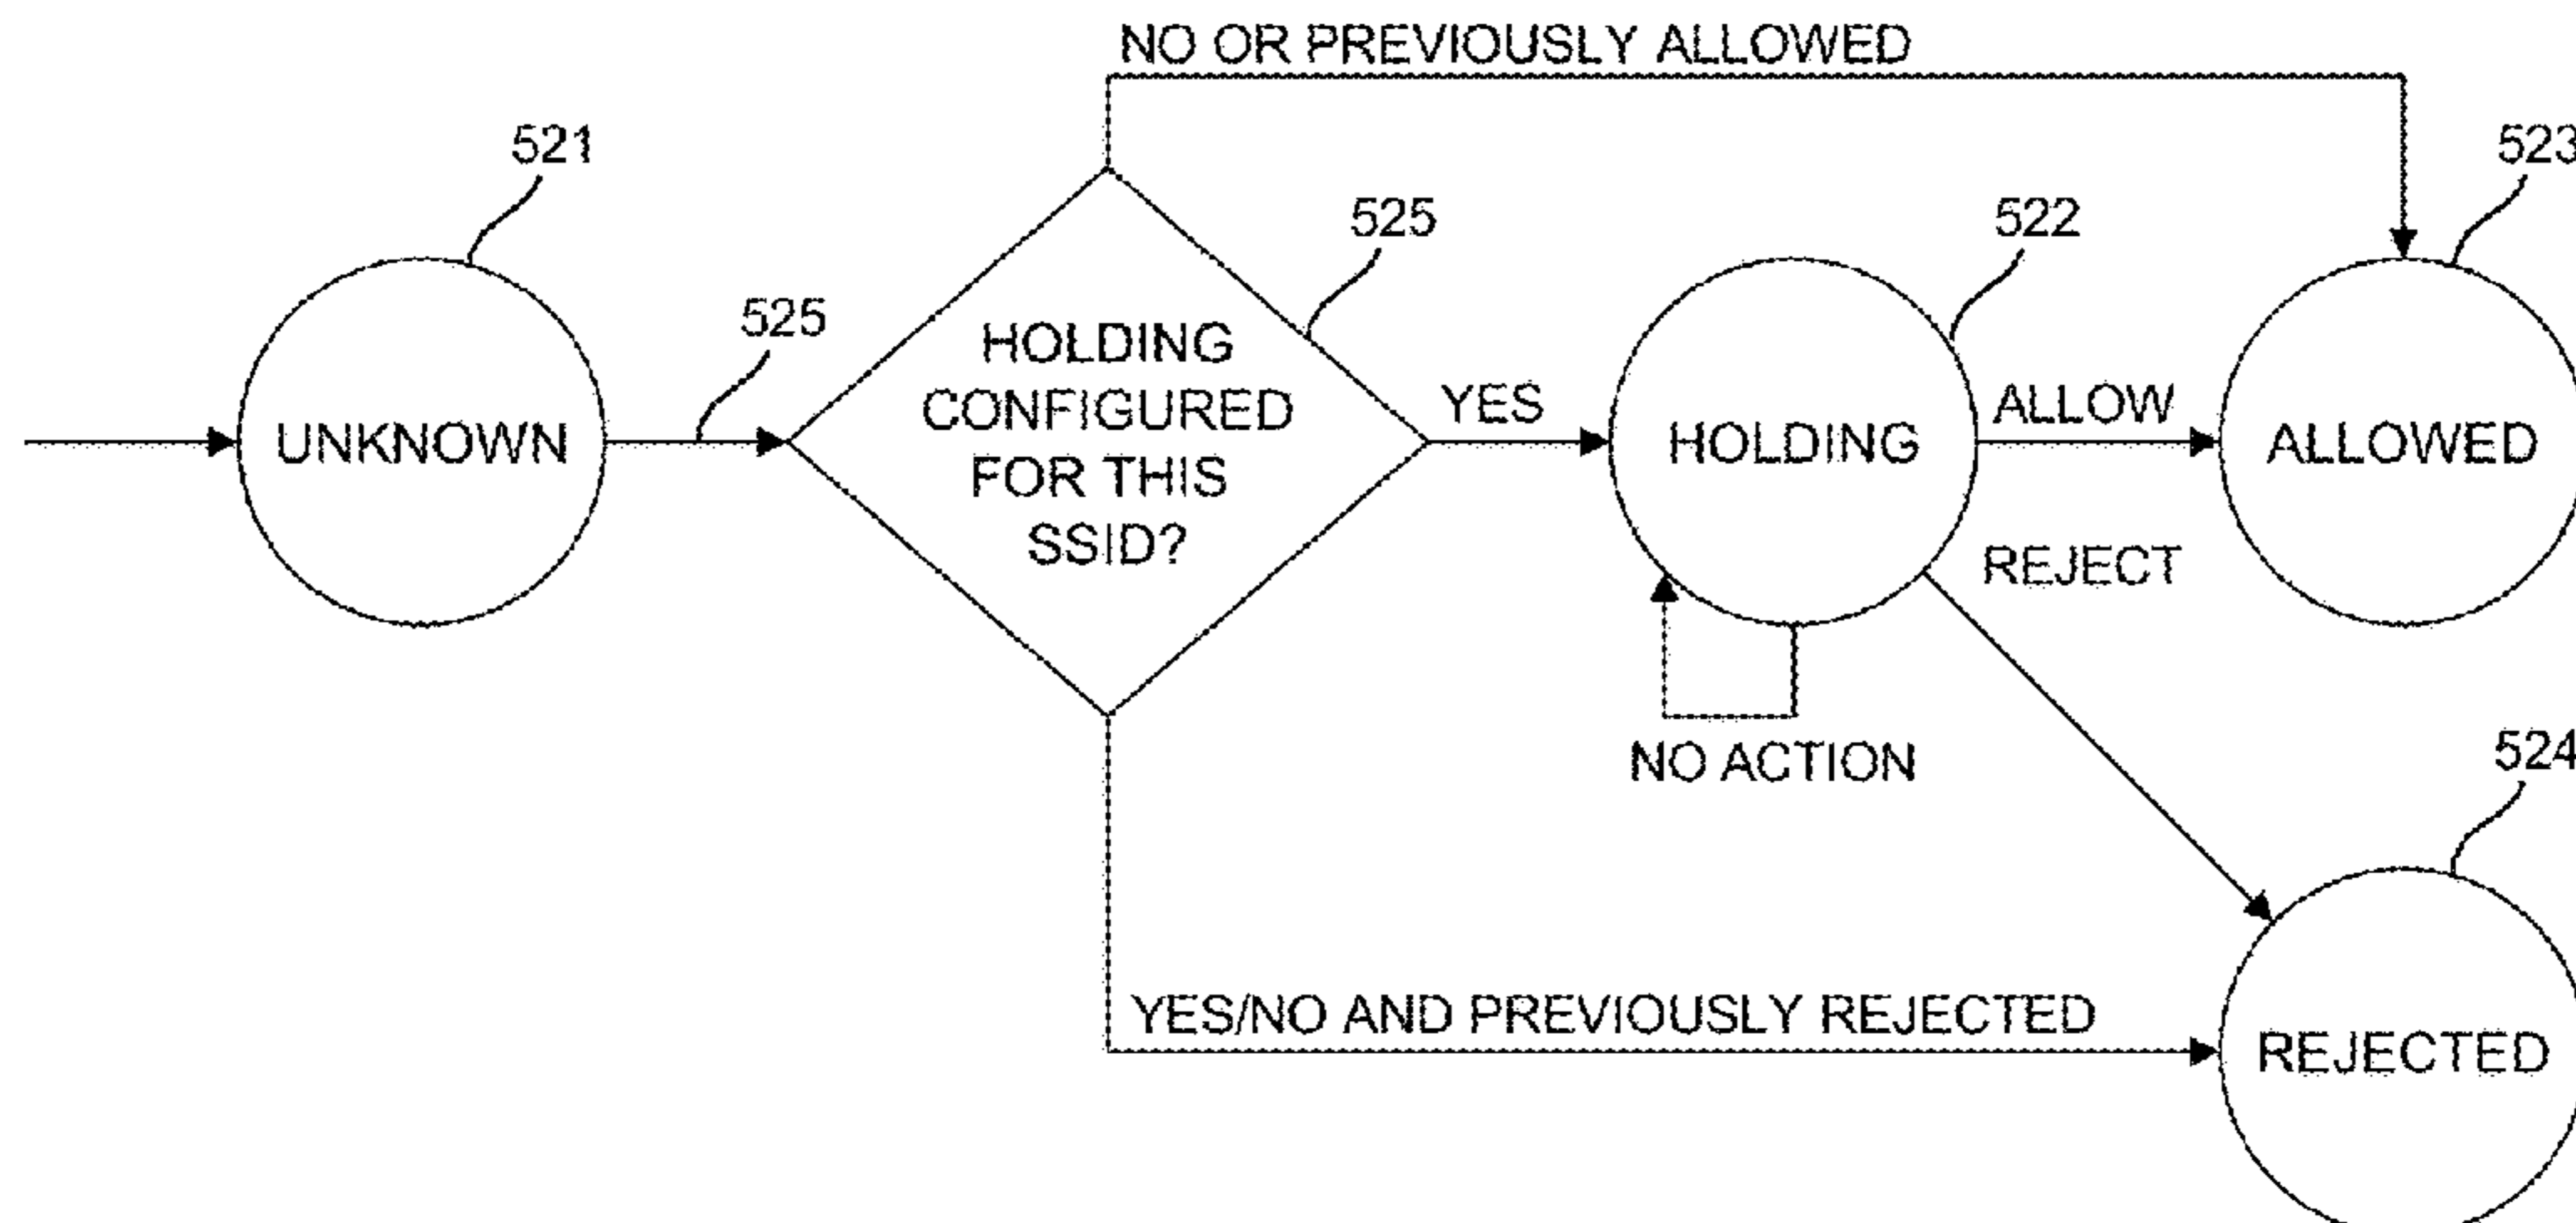 NO OR PREVIOUSLY ALLOWED
521
523
525
522
525
HOLDING
CONFIGURED
FOR THIS
SSID?
YES
ALLOW
UNKNOWN
HOLDING
ALLOWED
REJECT
NO ACTION
524
YES/NO AND PREVIOUSLY REJECTED
REJECTED